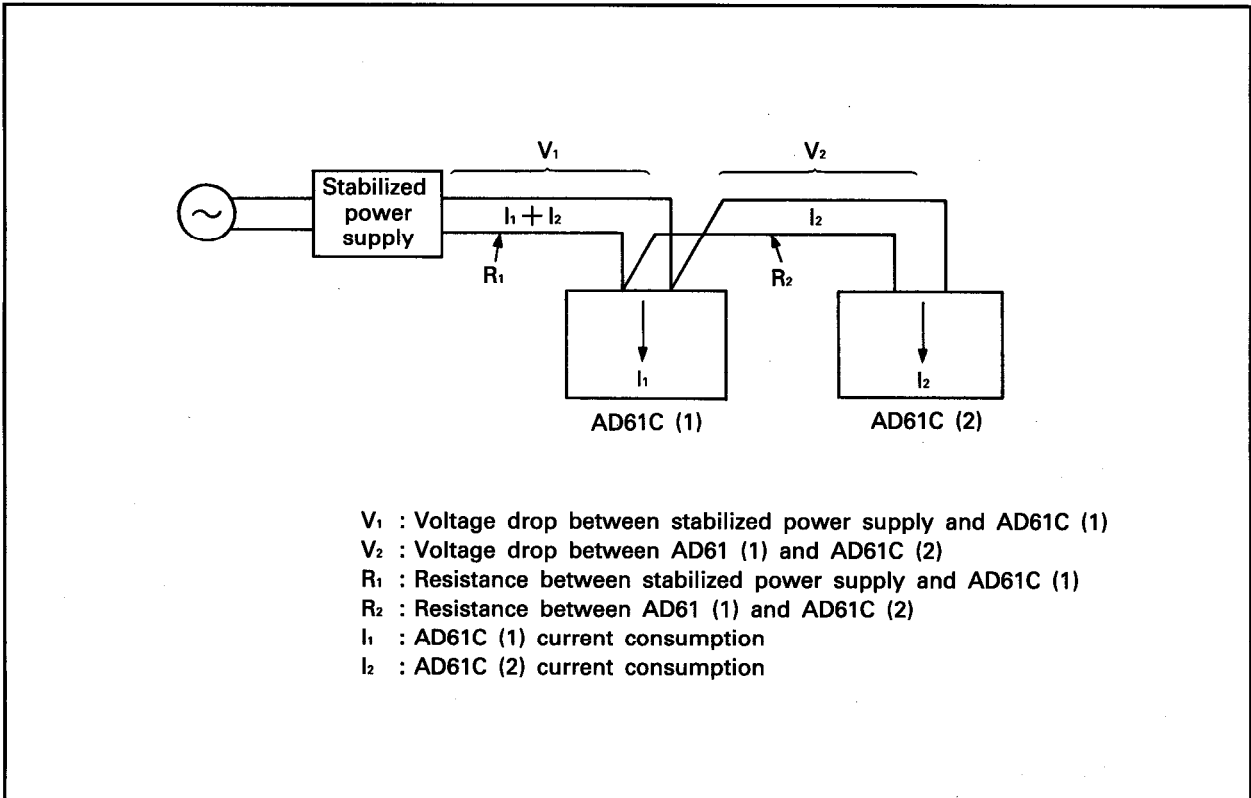 V₁
V₂
Stabilized
power
supply
I₁ + I₂
I₂
R₁
R₂
I₁
I₂
AD61C (1)
AD61C (2)
V₁ : Voltage drop between stabilized power supply and AD61C (1)
V₂ : Voltage drop between AD61 (1) and AD61C (2)
R₁ : Resistance between stabilized power supply and AD61C (1)
R₂ : Resistance between AD61 (1) and AD61C (2)
I₁ : AD61C (1) current consumption
I₂ : AD61C (2) current consumption